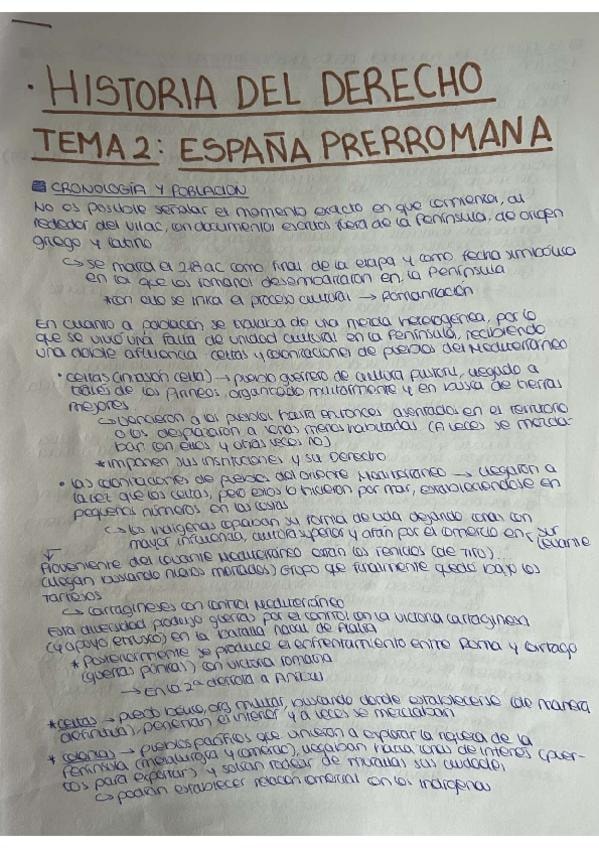 · HISTORIA DEL DERECHO
TEMA 2: ESPAÑA PRERROMANA
CRONOLOGÍA Y POBLACION
No es posible señalar el momento exacto en que comienza, al
rededor del VIIIac, con documentos escritos fuera de la Península, de origen
griego y latino
↳ se marca el 218 ac como final de la etapa y como fecha simbólica
en la que los romanos desembarcaron en la Península
*con ello se inicia el proceso cultural → Romanización
En cuanto a población se trataba de una mezcla heterogénea, por lo
que se vivió una falta de unidad cultural en la Península, recibiendo
una doble afluencia: celtas y colonizaciones de pueblos del Mediterráneo
• celtas (invasión celta) → pueblo guerrero de cultura pastoril, llegado a
través de los Pirineos, organizado militarmente y en busca de tierras
mejores
↳ vencieron a los pueblos hasta entonces asentados en el territorio
o los desplazaron a zonas menos habitadas (A veces se mezcla-
ban con ellos y otras veces no)
* imponen sus instituciones y su Derecho
• las colonizaciones de pueblos del oriente Mediterráneo → llegaron a
la vez que los celtas, pero estos lo hicieron por mar, estableciéndose en
pequeños números en las costas
↳ los indígenas copiaban su forma de vida dejando zonas con
mayor influencia, cultura superior y afán por el comercio en sur
levante
Proveniente del levante Mediterráneo están los fenicios (de Tiro)...
(llegan buscando nuevos mercados) Grupo que finalmente quedó bajo los
Tartesos
↳ cartagineses con control Mediterráneo
Esta diversidad produjo guerras por el control con la victoria cartaginesa
(y apoyo etrusco) en la batalla naval de Alalia
* Posteriormente se produce el enfrentamiento entre Roma y Cartago
(guerras púnicas) con victoria romana
→ En la 2ª derrota a Aníbal
*celtas → pueblo belico, org militar, buscando donde establecerse (de manera
definitiva), penetran el interior y a veces se mezclaban
* colonias → pueblos pacíficos que vinieron a explorar la riqueza de la
Península (metalurgia y comercio), llegaban hacia zonas de interés (puer-
tos para exportar) y solían rodear de murallas sus ciudades
↳ podrán establecer relación comercial con los indígenas